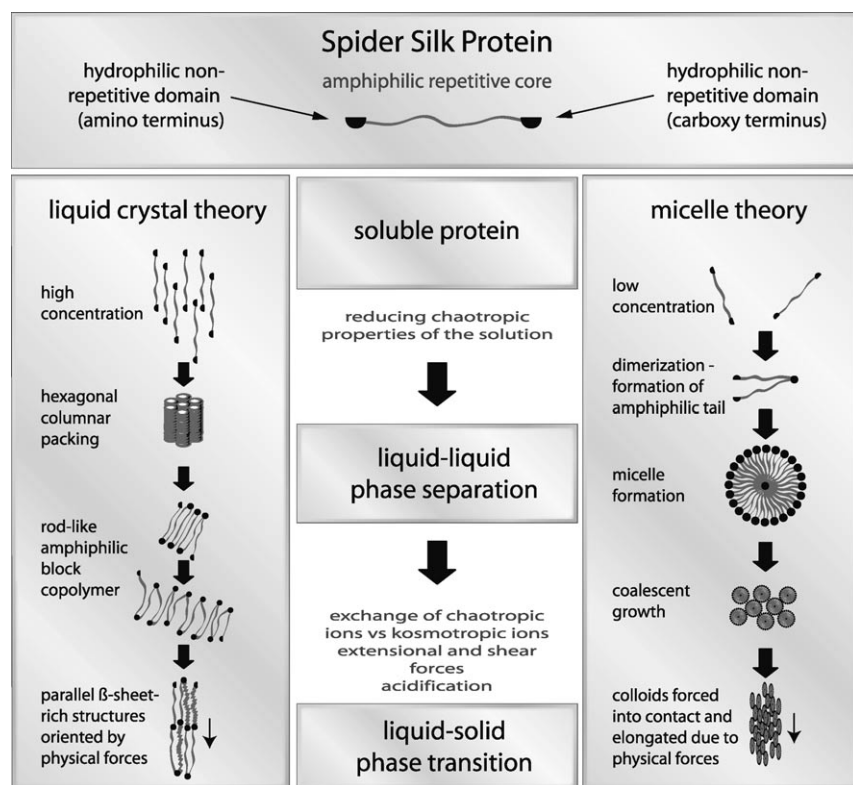 Spider Silk Protein
hydrophilic non-
repetitive domain
(amino terminus)
amphiphilic repetitive core
hydrophilic non-
repetitive domain
(carboxy terminus)
liquid crystal theory
high
concentration
hexagonal
columnar
packing
rod-like
amphiphilic
block
copolymer
parallel ß-sheet-
rich structures
oriented by
physical forces
soluble protein
reducing chaotropic
properties of the solution
liquid-liquid
phase separation
exchange of chaotropic
ions vs kosmotropic ions
extensional and shear
forces
acidification
liquid-solid
phase transition
micelle theory
low
concentration
dimerization -
formation of
amphiphilic tail
micelle
formation
coalescent
growth
colloids forced
into contact and
elongated due to
physical forces